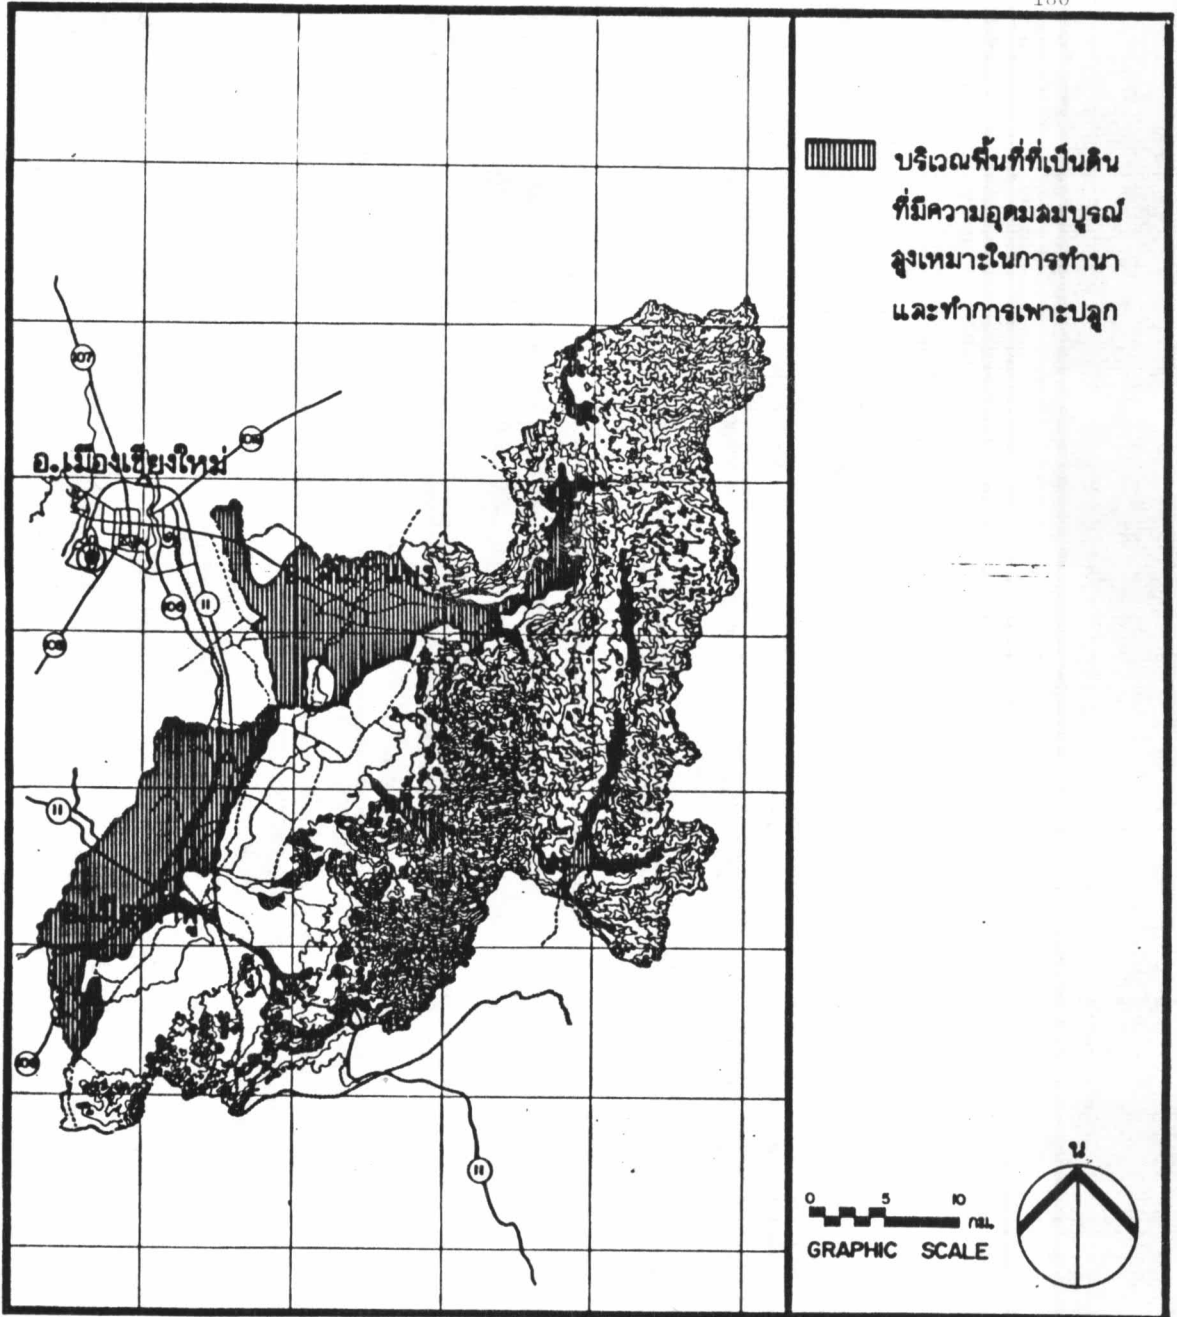 บริเวณพื้นที่ที่เป็นดิน
ที่มีความอุดมสมบูรณ์
สูงเหมาะในการทำนา
และทำการเพาะปลูก
107
อ.เมืองเชียงใหม่
106
11
108
11
11
น
0 5 10
กม.
GRAPHIC SCALE